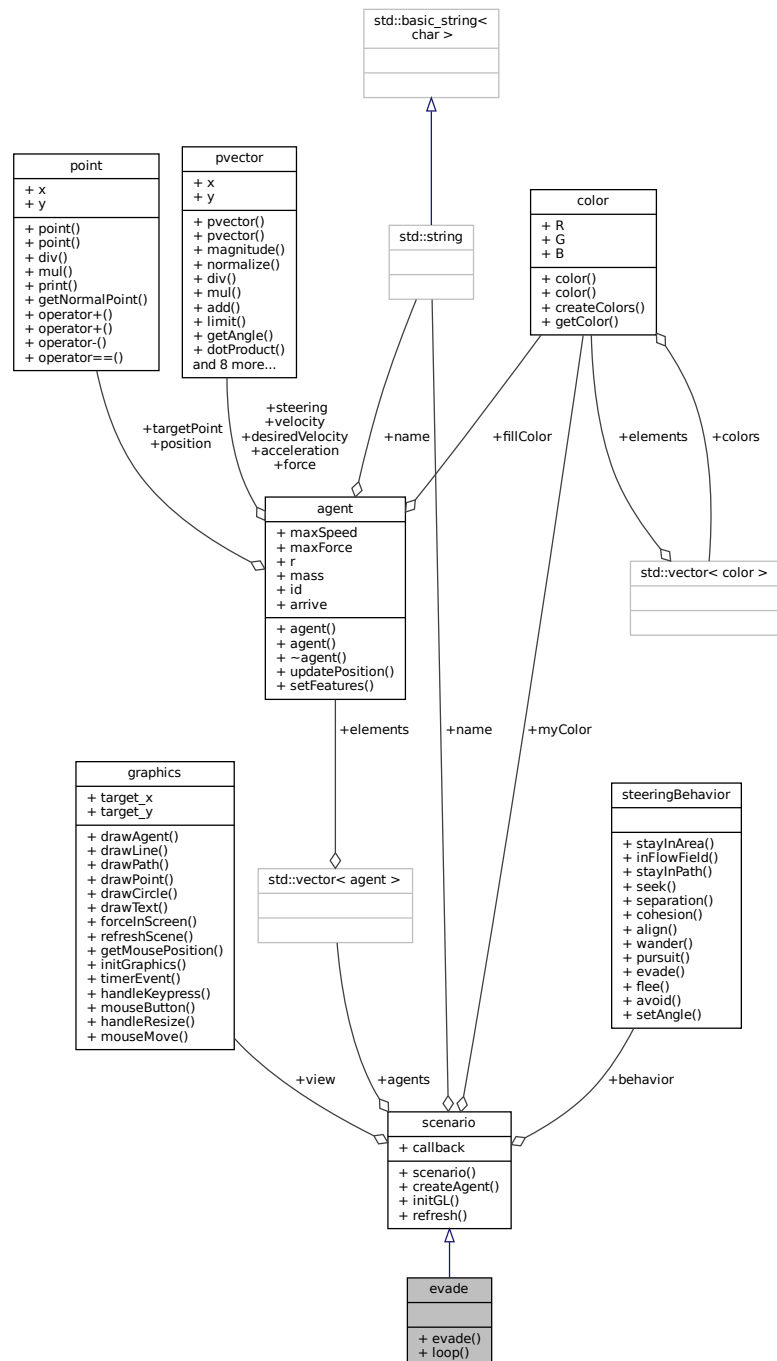 std::basic_string<
char >
point
+ x
+ y
+ point()
+ point()
+ div()
+ mul()
+ print()
+ getNormalPoint()
+ operator+()
+ operator+()
+ operator-()
+ operator==()
pvector
+ x
+ y
+ pvector()
+ pvector()
+ magnitude()
+ normalize()
+ div()
+ mul()
+ add()
+ limit()
+ getAngle()
+ dotProduct()
and 8 more...
std::string
color
+ R
+ G
+ B
+ color()
+ color()
+ createColors()
+ getColor()
+targetPoint
+position
+steering
+velocity
+desiredVelocity
+acceleration
+force
+name
+fillColor
+elements
+colors
agent
+ maxSpeed
+ maxForce
+ r
+ mass
+ id
+ arrive
+ agent()
+ agent()
+ ~agent()
+ updatePosition()
+ setFeatures()
std::vector< color >
+elements
+name
+myColor
graphics
+ target_x
+ target_y
+ drawAgent()
+ drawLine()
+ drawPath()
+ drawPoint()
+ drawCircle()
+ drawText()
+ forceInScreen()
+ refreshScene()
+ getMousePosition()
+ initGraphics()
+ timerEvent()
+ handleKeypress()
+ mouseButton()
+ handleResize()
+ mouseMove()
std::vector< agent >
steeringBehavior
+ stayInArea()
+ inFlowField()
+ stayInPath()
+ seek()
+ separation()
+ cohesion()
+ align()
+ wander()
+ pursuit()
+ evade()
+ flee()
+ avoid()
+ setAngle()
+view
+agents
+behavior
scenario
+ callback
+ scenario()
+ createAgent()
+ initGL()
+ refresh()
evade
+ evade()
+ loop()